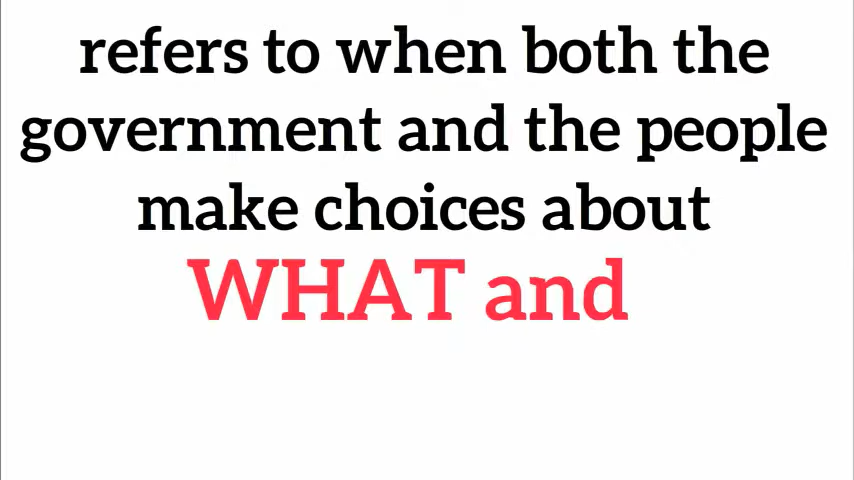 refers to when both the
government and the people
make choices about
WHAT and